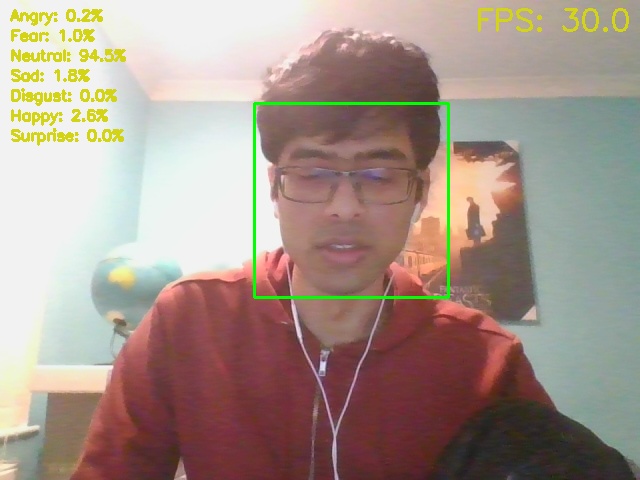 Angry: 0.2%
Fear: 1.0%
Neutral: 94.5%
Sad: 1.8%
Disgust: 0.0%
Happy: 2.6%
Surprise: 0.0%
FPS: 30.0
BEASTS